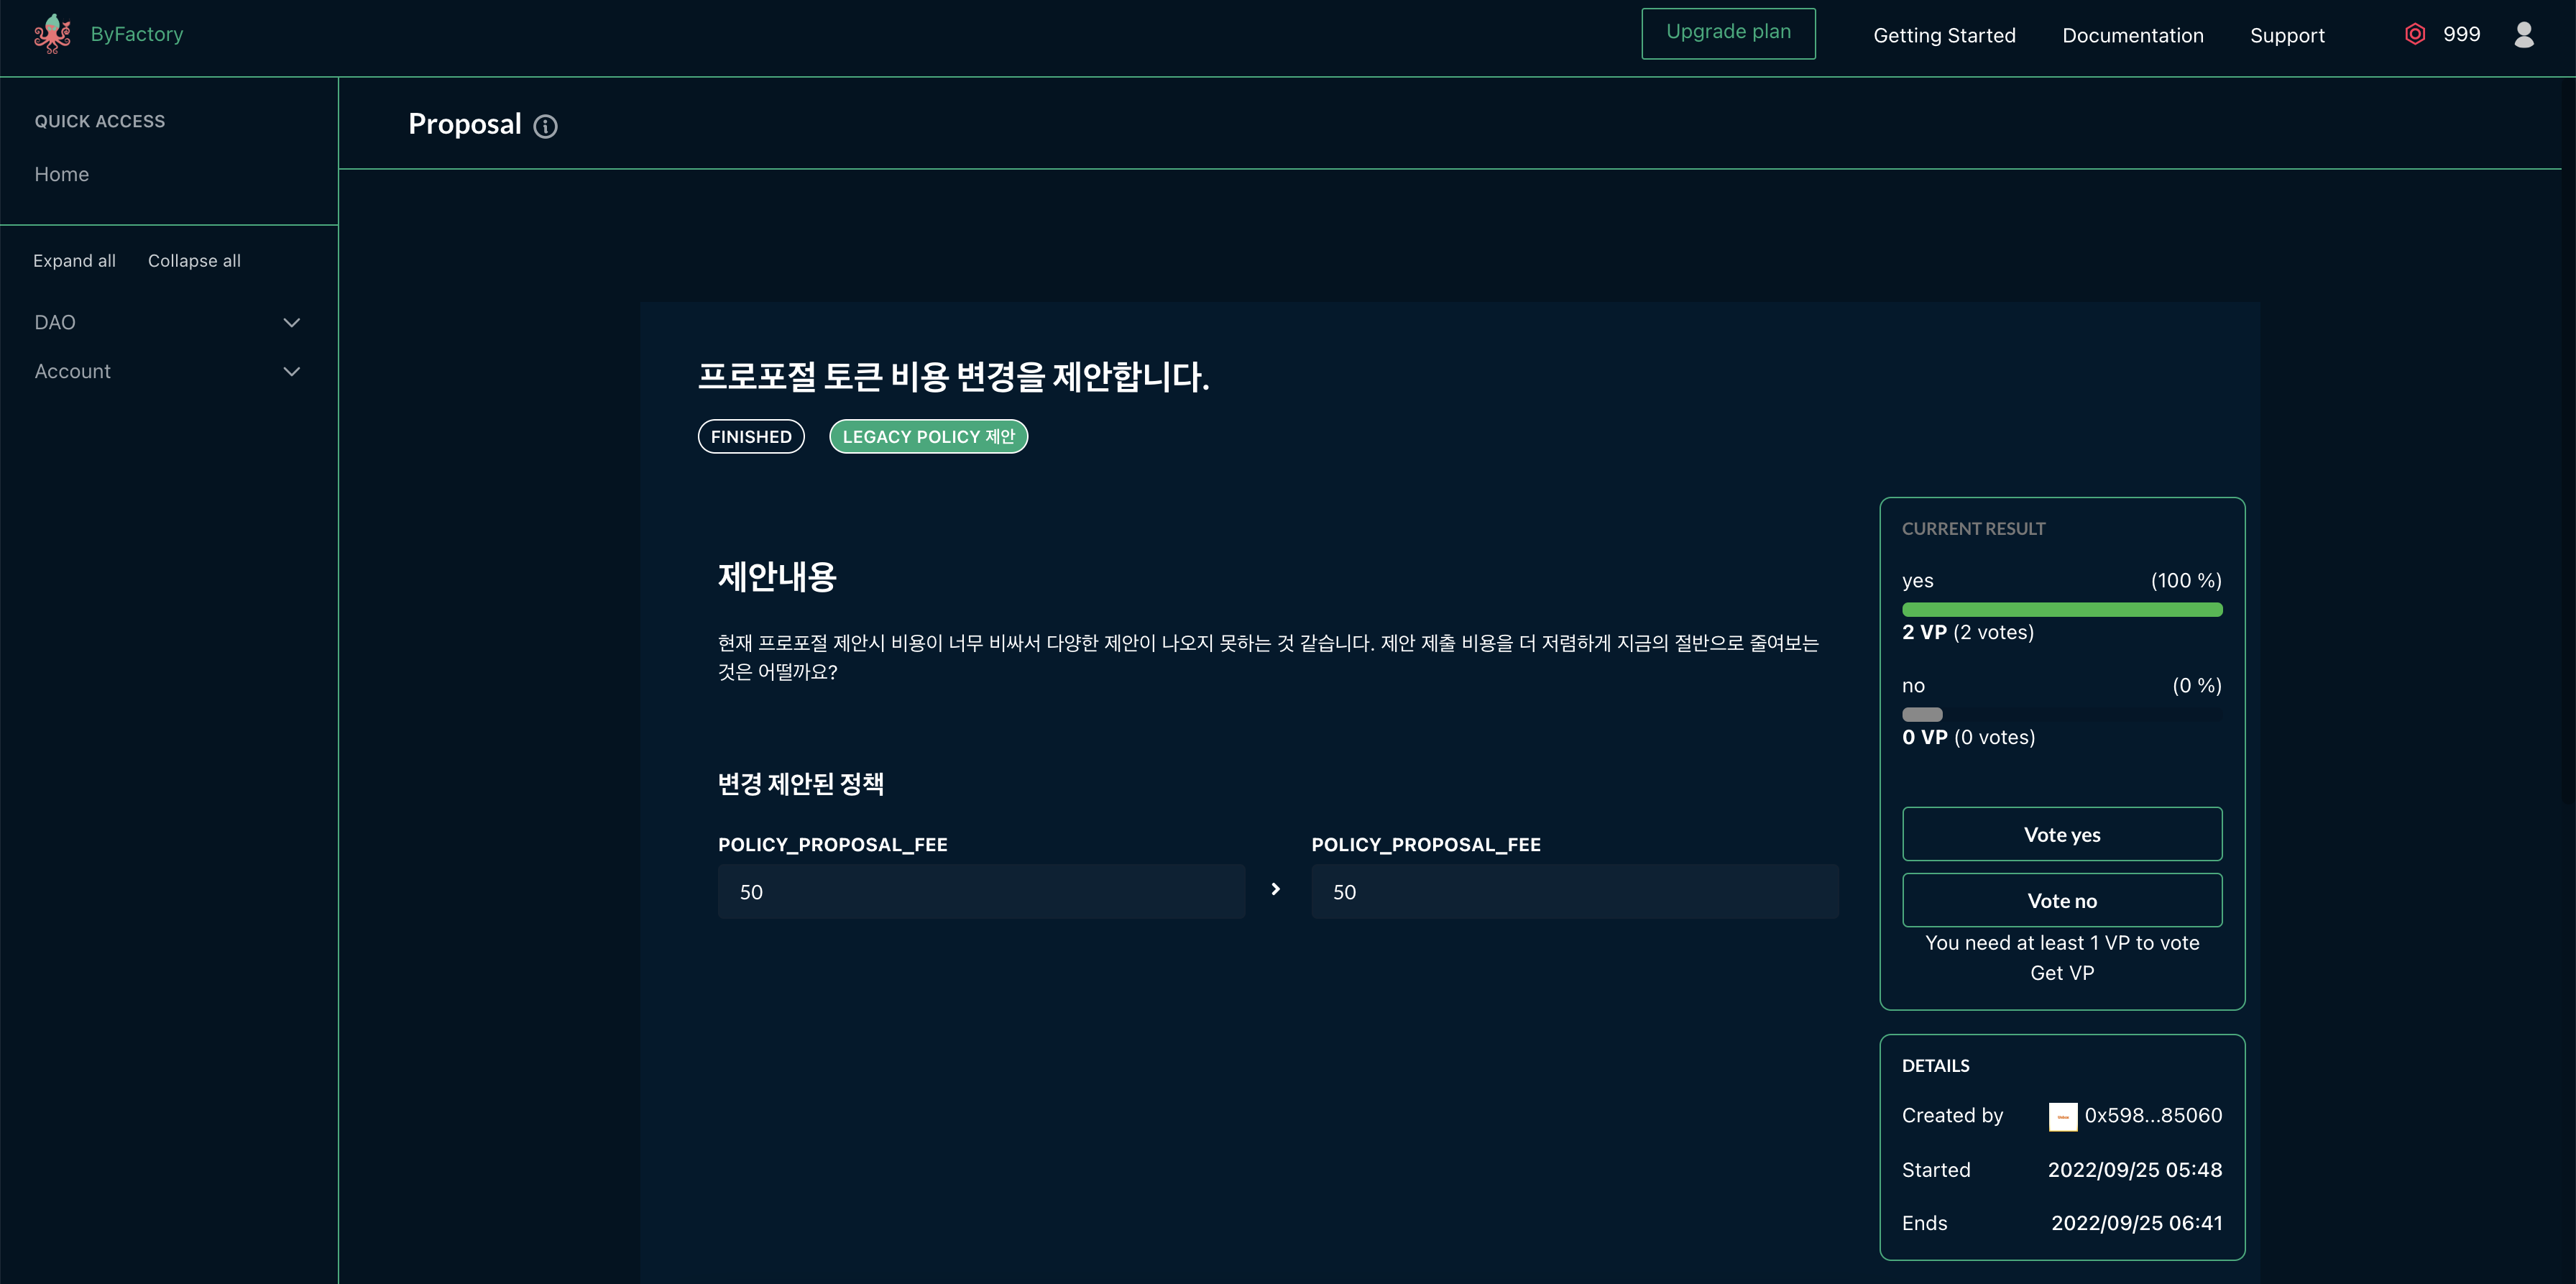 ByFactory
Upgrade plan
Getting Started
Documentation
Support
999
QUICK ACCESS
Home
Expand all
Collapse all
DAO
Account
Proposal
프로포절 토큰 비용 변경을 제안합니다.
FINISHED
LEGACY POLICY 제안
제안내용
현재 프로포절 제안시 비용이 너무 비싸서 다양한 제안이 나오지 못하는 것 같습니다. 제안 제출 비용을 더 저렴하게 지금의 절반으로 줄여보는
것은 어떨까요?
변경 제안된 정책
POLICY_PROPOSAL_FEE
50
POLICY_PROPOSAL_FEE
50
CURRENT RESULT
yes (100 %)
2 VP (2 votes)
no (0 %)
0 VP (0 votes)
Vote yes
Vote no
You need at least 1 VP to vote
Get VP
DETAILS
Created by 0x598...85060
Started 2022/09/25 05:48
Ends 2022/09/25 06:41